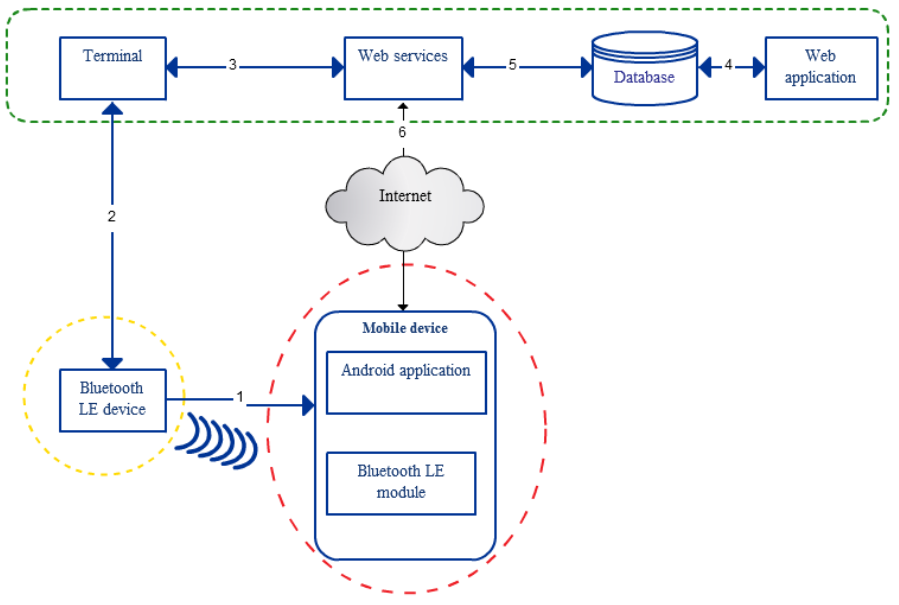 Terminal
3
Web services
5
Database
4
Web
application
6
Internet
2
Mobile device
Android application
Bluetooth
LE device
1
Bluetooth LE
module